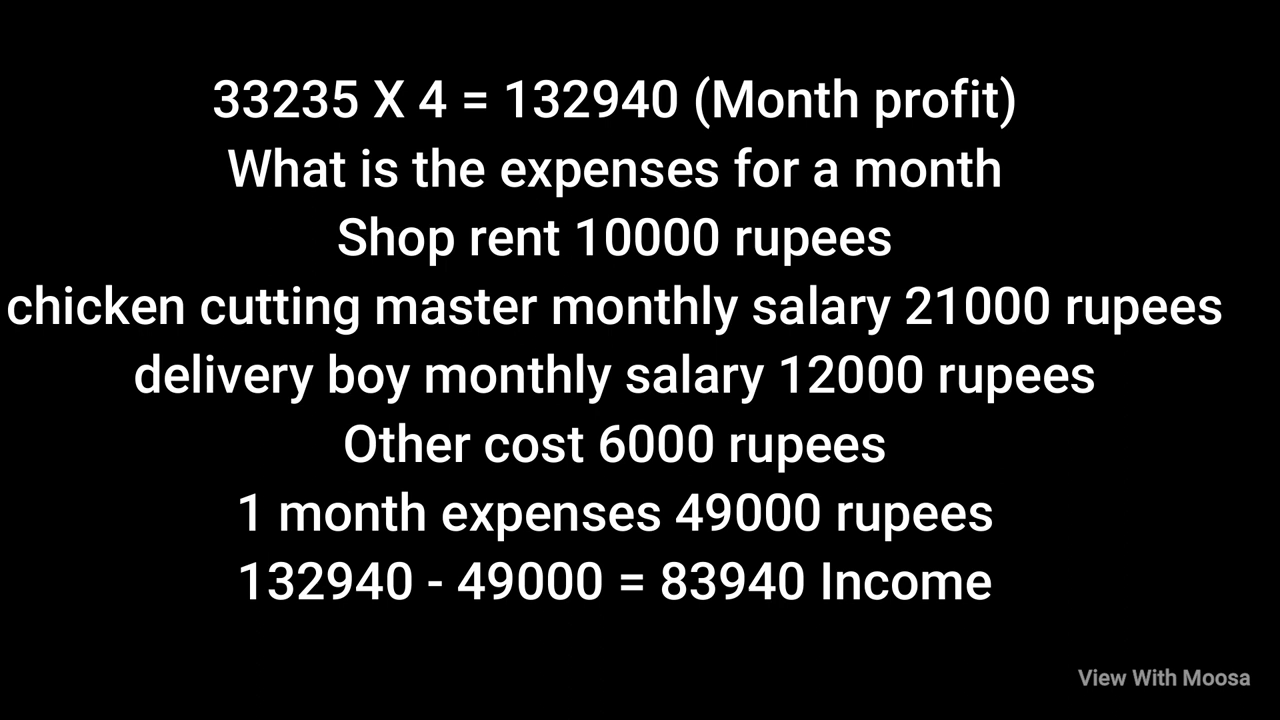 33235 X 4 = 132940 (Month profit)
What is the expenses for a month
Shop rent 10000 rupees
chicken cutting master monthly salary 21000 rupees
delivery boy monthly salary 12000 rupees
Other cost 6000 rupees
1 month expenses 49000 rupees
132940 - 49000 = 83940 Income
View With Moosa